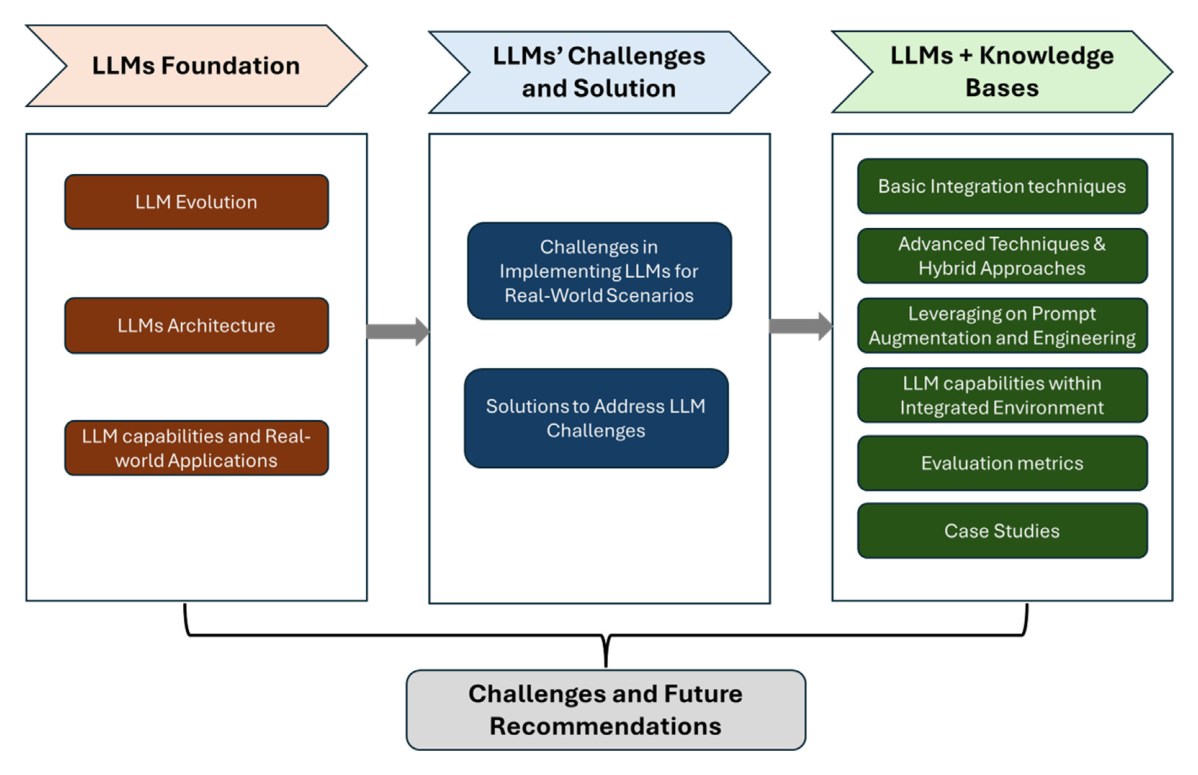 LLMs Foundation
LLM Evolution
LLMs Architecture
LLM capabilities and Real-
world Applications
LLMs’ Challenges
and Solution
Challenges in
Implementing LLMs for
Real-World Scenarios
Solutions to Address LLM
Challenges
LLMs + Knowledge
Bases
Basic Integration techniques
Advanced Techniques &
Hybrid Approaches
Leveraging on Prompt
Augmentation and Engineering
LLM capabilities within
Integrated Environment
Evaluation metrics
Case Studies
Challenges and Future
Recommendations